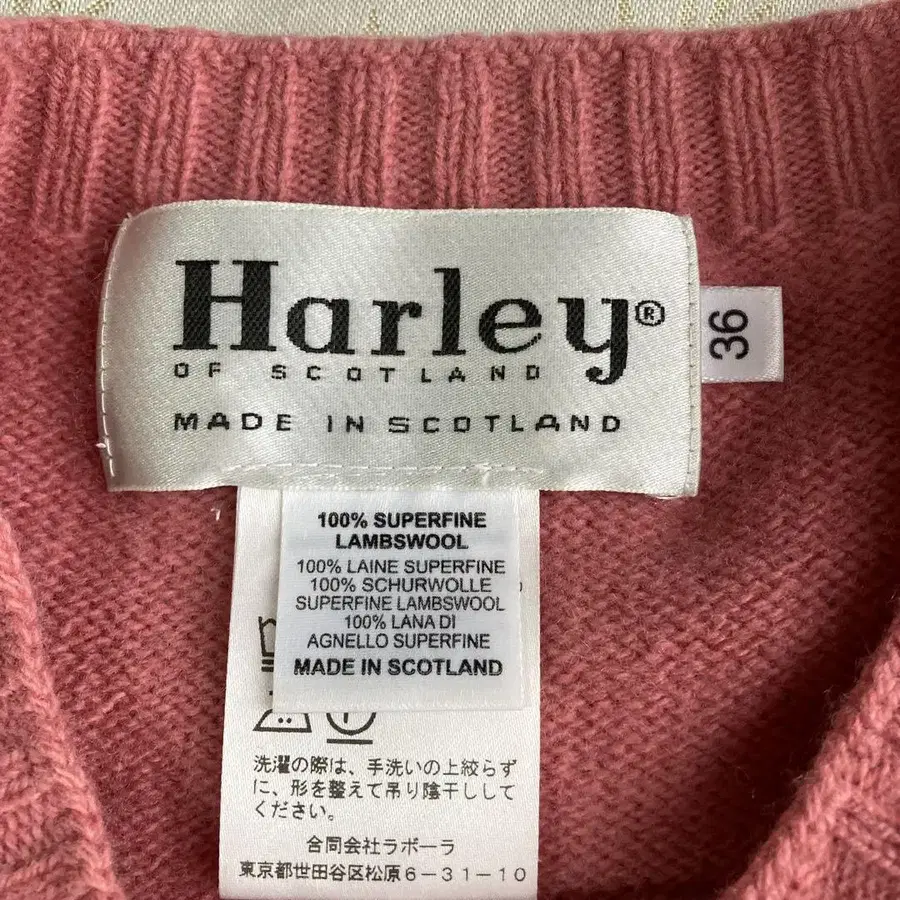 Harley®
OF SCOTLAND
MADE IN SCOTLAND
36
100% SUPERFINE
LAMBSWOOL
100% LAINE SUPERFINE
100% SCHURWOLLE
SUPERFINE LAMBSWOOL
100% LANA DI
AGNELLO SUPERFINE
MADE IN SCOTLAND
洗濯の際は、手洗いの上絞らず
に、形を整えて吊り陰干ししてください。
合同会社ラボーラ
東京都世田谷区松原6-31-10